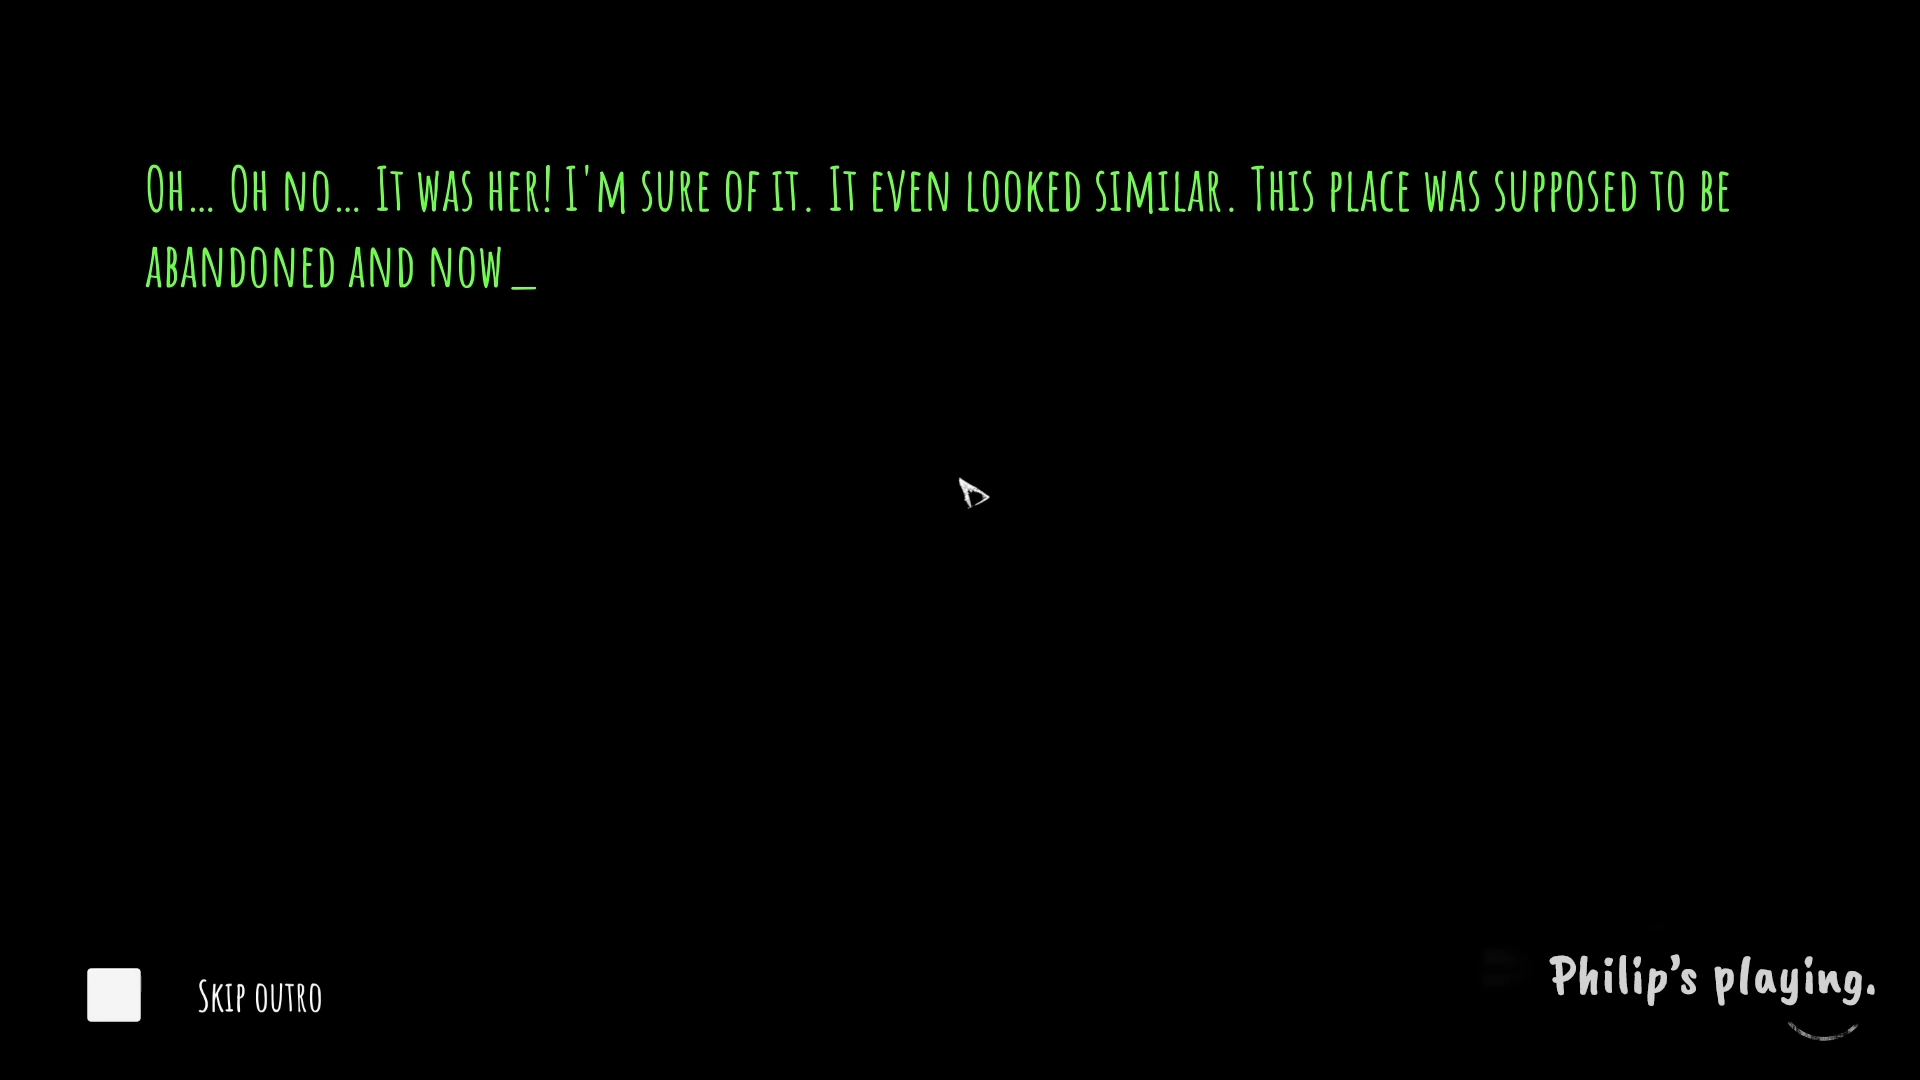 Oh... Oh no... It was her! I'm sure of it. It even looked similar. This place was supposed to be
abandoned and now_
Skip outro
Philip's playing.